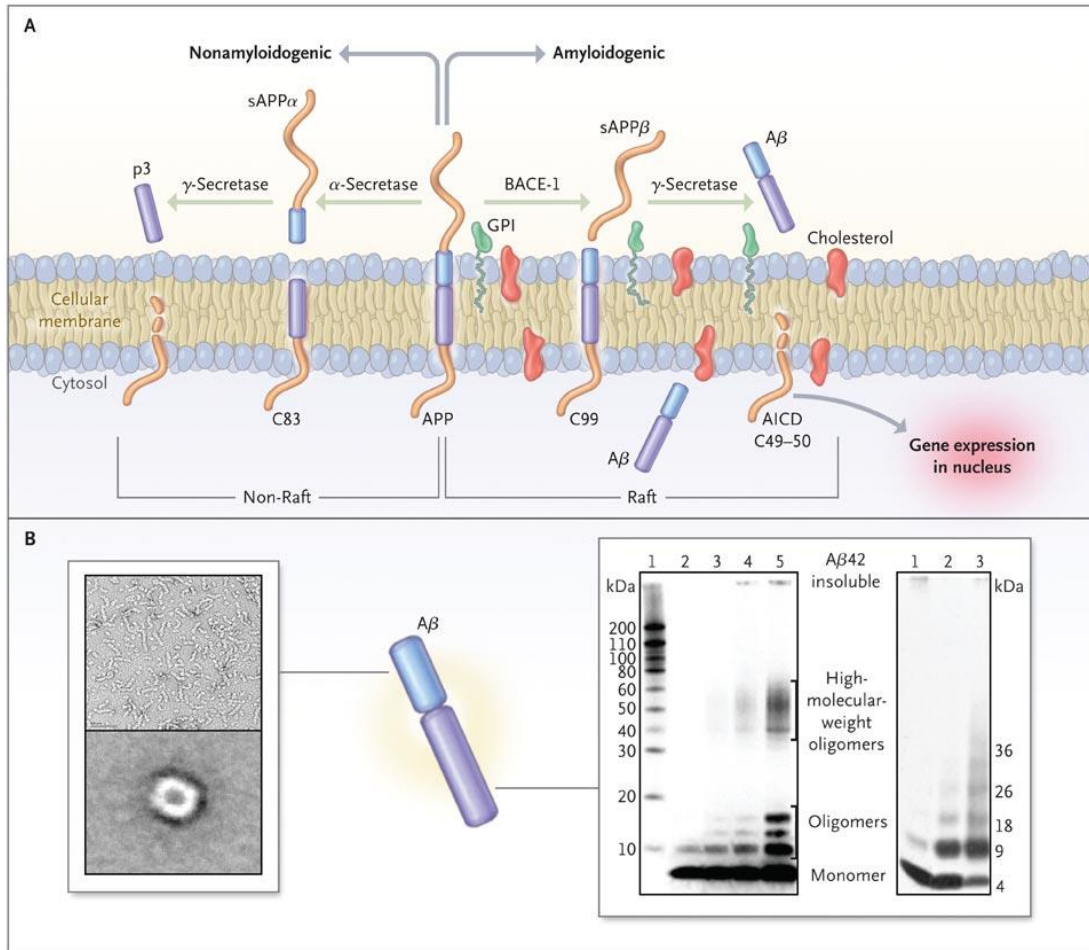 A
Nonamyloidogenic
Amyloidogenic
sAPPα
sAPPβ
Aβ
p3
γ-Secretase
α-Secretase
BACE-1
γ-Secretase
GPI
Cholesterol
Cellular
membrane
Cytosol
C83
APP
C99
Aβ
AICD
C49–50
Gene expression
in nucleus
Non-Raft
Raft
B
Aβ
1 2 3 4 5
kDa
200
110
100
80
60
50
40
30
20
10
Aβ42
insoluble
High-
molecular-
weight
oligomers
Oligomers
Monomer
1 2 3
kDa
36
26
18
9
4